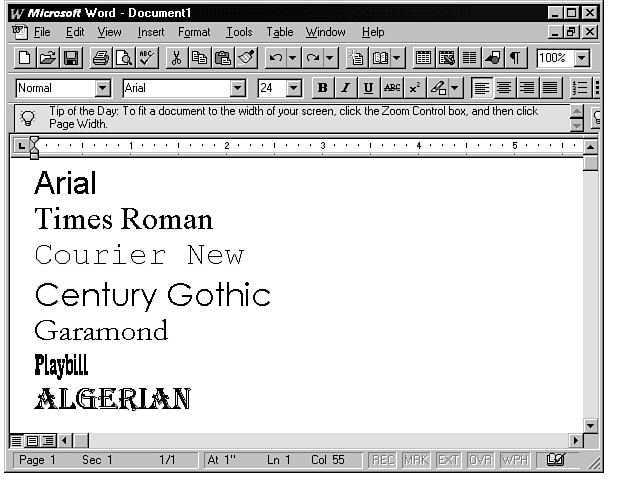 W Microsoft Word - Document1
File Edit View Insert Format Tools Table Window Help
ABC 100%
Normal Arial 24 B I U ABC x²
Tip of the Day: To fit a document to the width of your screen, click the Zoom Control box, and then click
Page Width.
L 1 2 3 4 5
Arial
Times Roman
Courier New
Century Gothic
Garamond
Playbill
ALGERIAN
Page 1 Sec 1 1/1 At 1" Ln 1 Col 55 REC MRK EXT OVR WPH